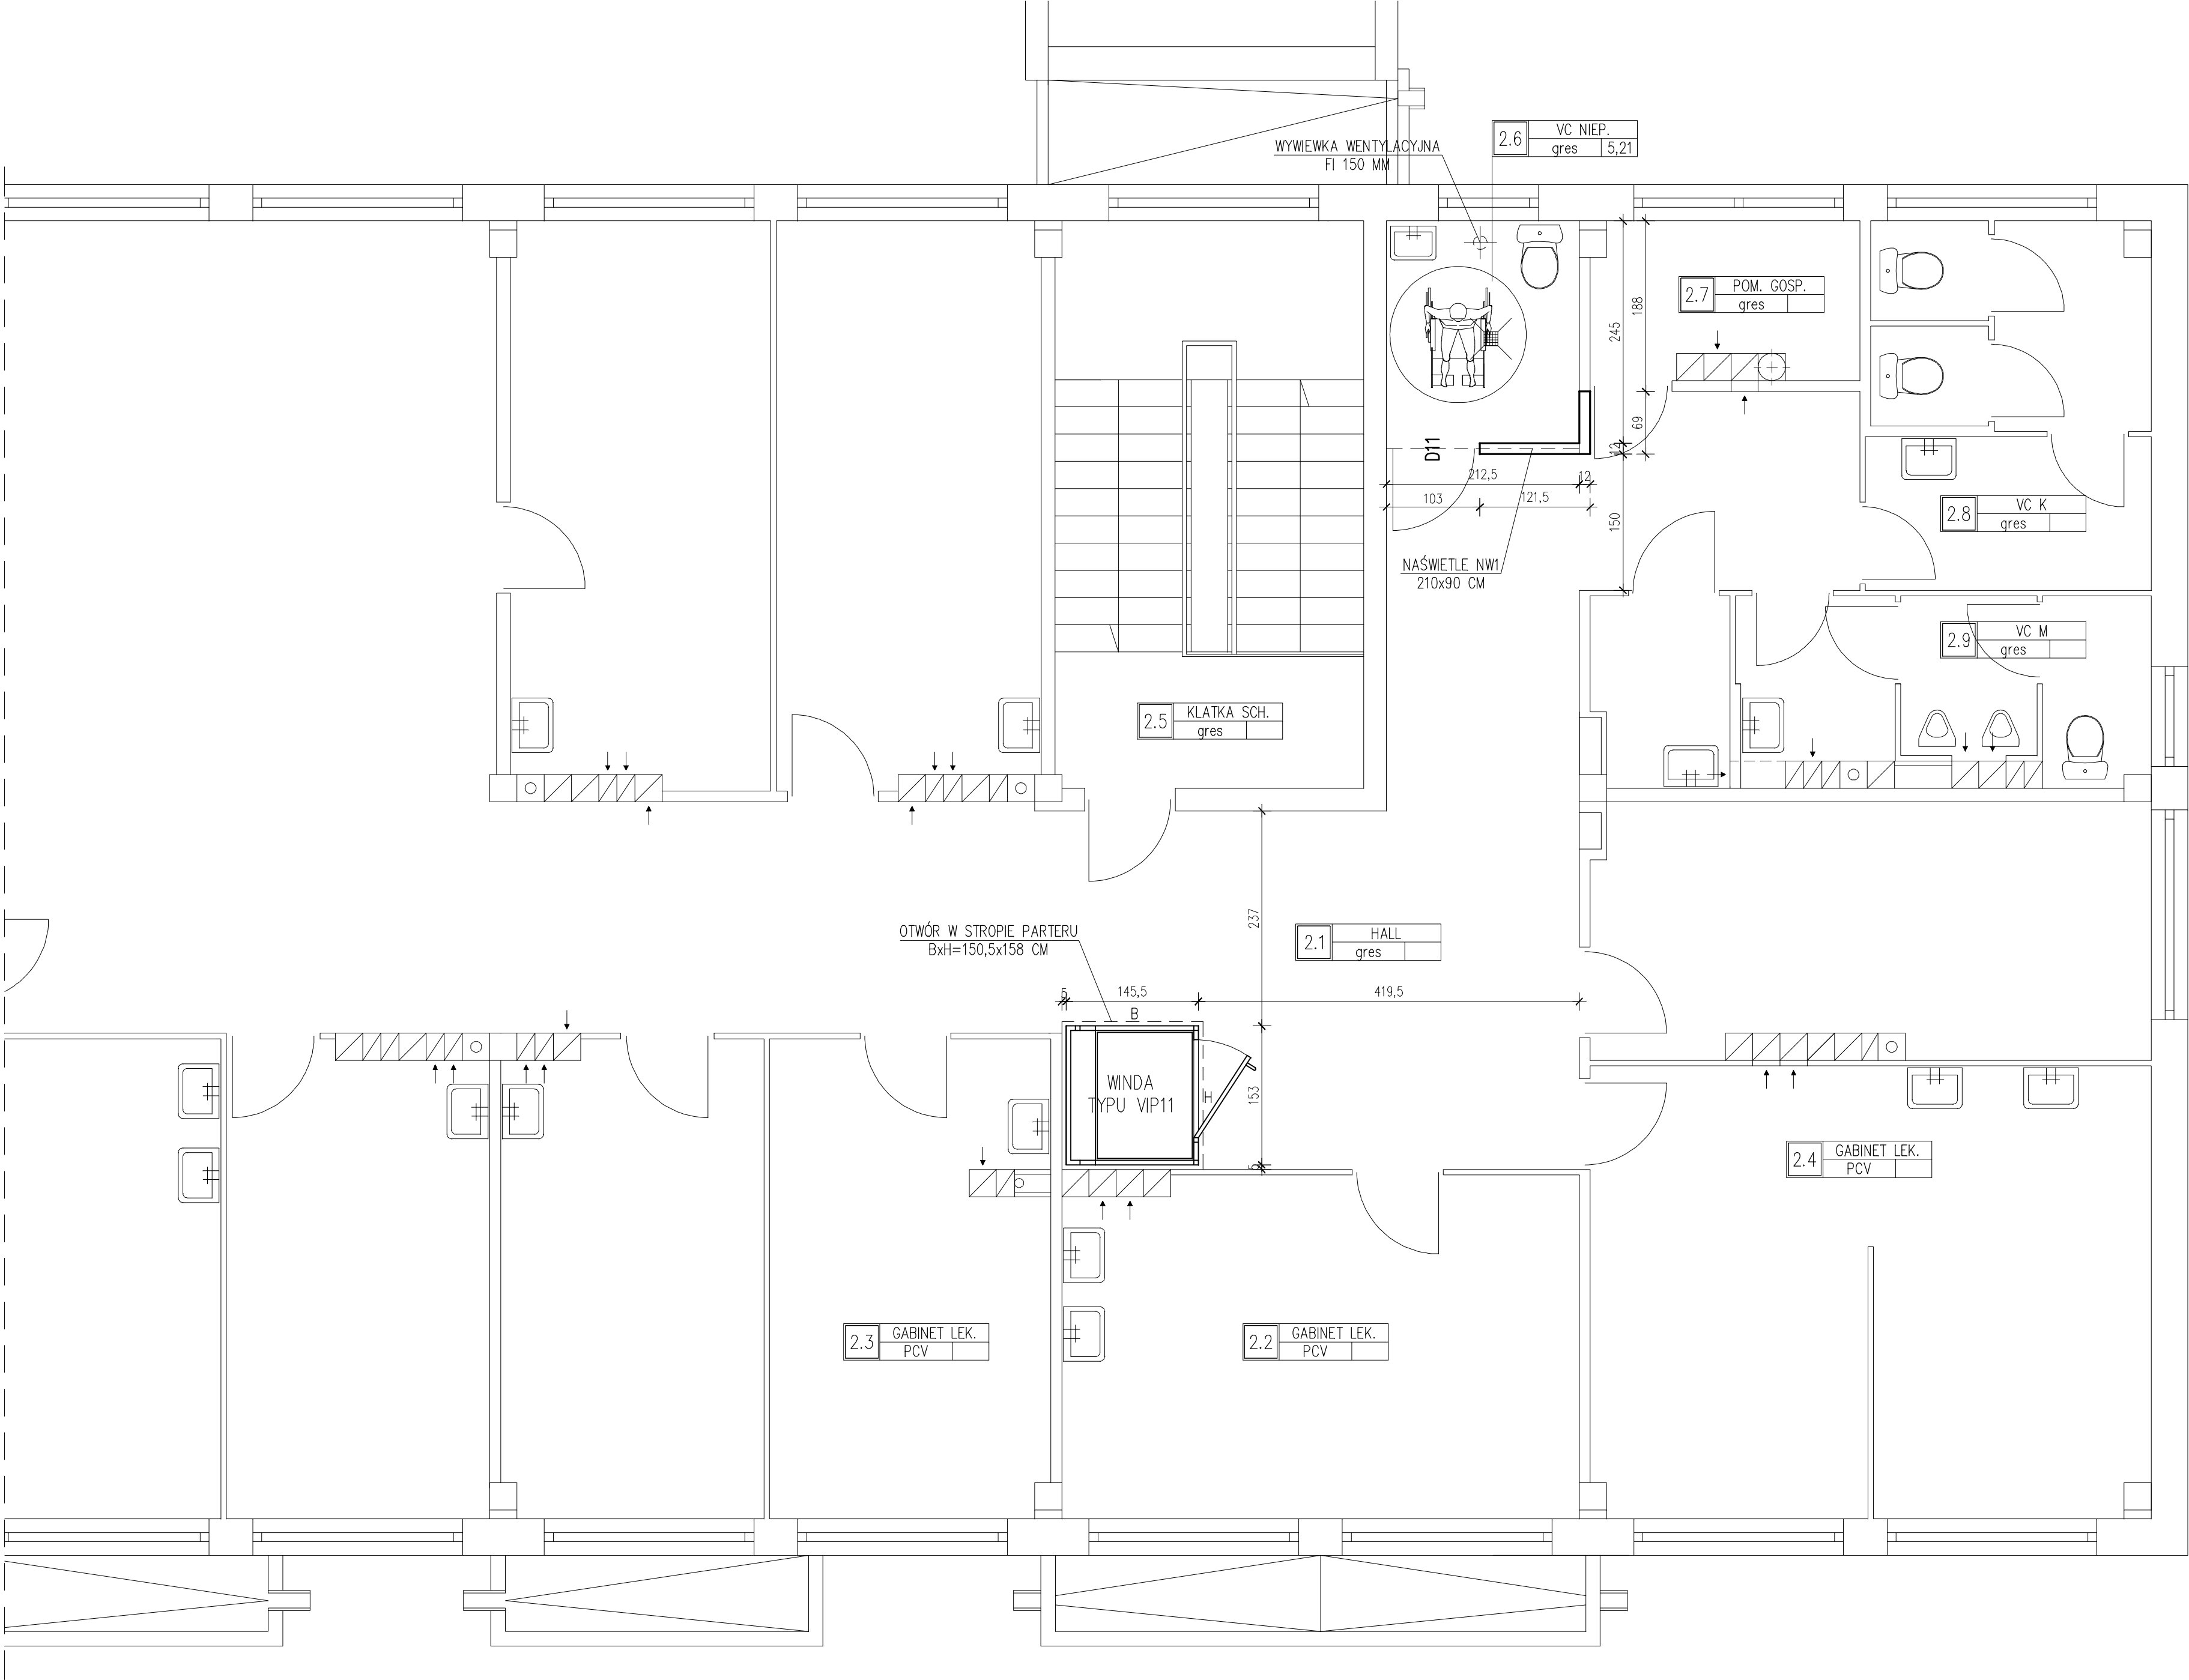 2.6
VC NIEP.
gres
5,21
WYWIEWKA WENTYLACYJNA
FI 150 MM
2.7
POM. GOSP.
gres
188
245
69
12
150
D11
212,5
12
103
121,5
NAŚWIETLE NW1
210x90 CM
2.8
VC K
gres
2.9
VC M
gres
2.5
KLATKA SCH.
gres
237
OTWÓR W STROPIE PARTERU
BxH=150,5x158 CM
2.1
HALL
gres
5
145,5
419,5
B
WINDA
TYPU VIP11
H
153
5
2.4
GABINET LEK.
PCV
2.3
GABINET LEK.
PCV
2.2
GABINET LEK.
PCV